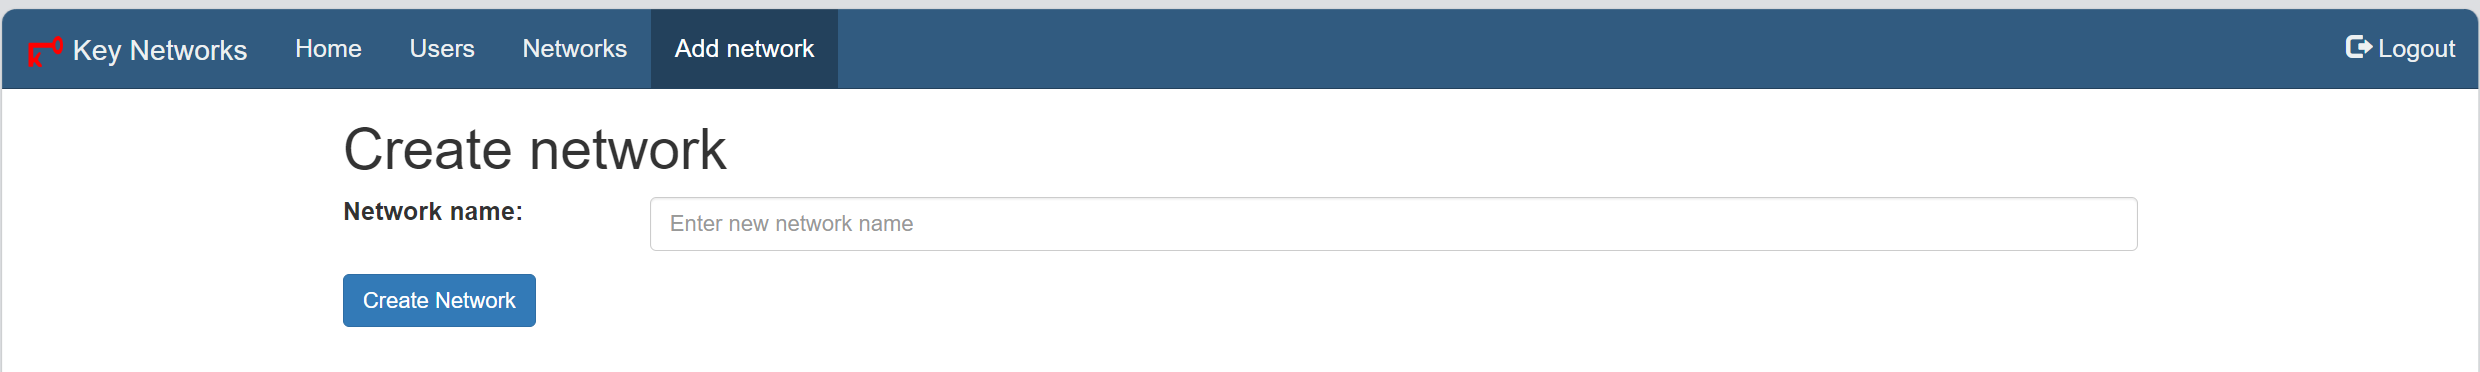 Key Networks Home Users Networks Add network Logout
Create network
Network name: Enter new network name
Create Network